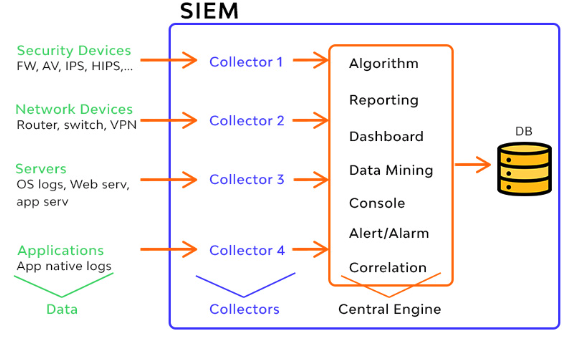 SIEM
Security Devices
FW, AV, IPS, HIPS,...
Collector 1
Network Devices
Router, switch, VPN
Collector 2
Servers
OS logs, Web serv,
app serv
Collector 3
Applications
App native logs
Collector 4
Algorithm
Reporting
Dashboard
Data Mining
Console
Alert/Alarm
Correlation
DB
Data
Collectors
Central Engine